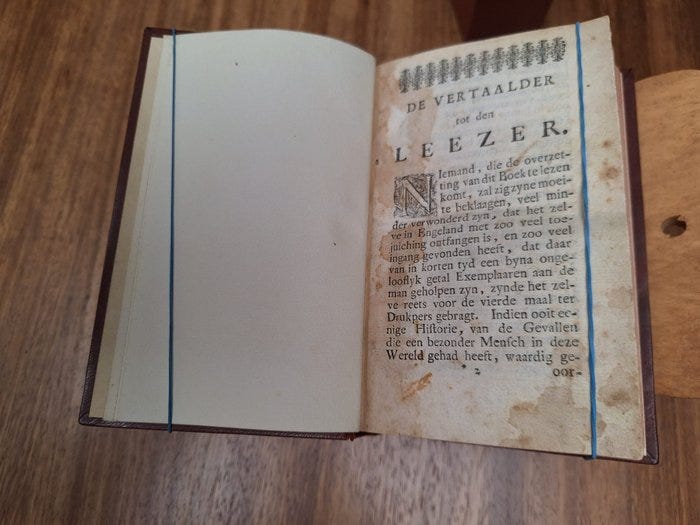 DE VERTAALDER
tot den
LEEZER.
NIemand, die de overzet-
ting van dit Boek te lezen
komt, zal zig zyne moei-
te beklaagen, veel min-
der verwonderd zyn, dat het zel-
ve in Engeland met zoo veel toe-
juiching ontfangen is, en zoo veel
ingang gevonden heeft, dat daar
van in korten tyd een byna onge-
looflyk getal Exemplaaren aan de
man geholpen zyn, zynde het zel-
ve reets voor de vierde maal ter
Drukpers gebragt. Indien ooit ee-
nige Historie, van de Gevallen
die een bezonder Mensch in deze
Wereld gehad heeft, waardig ge-
2 oor-